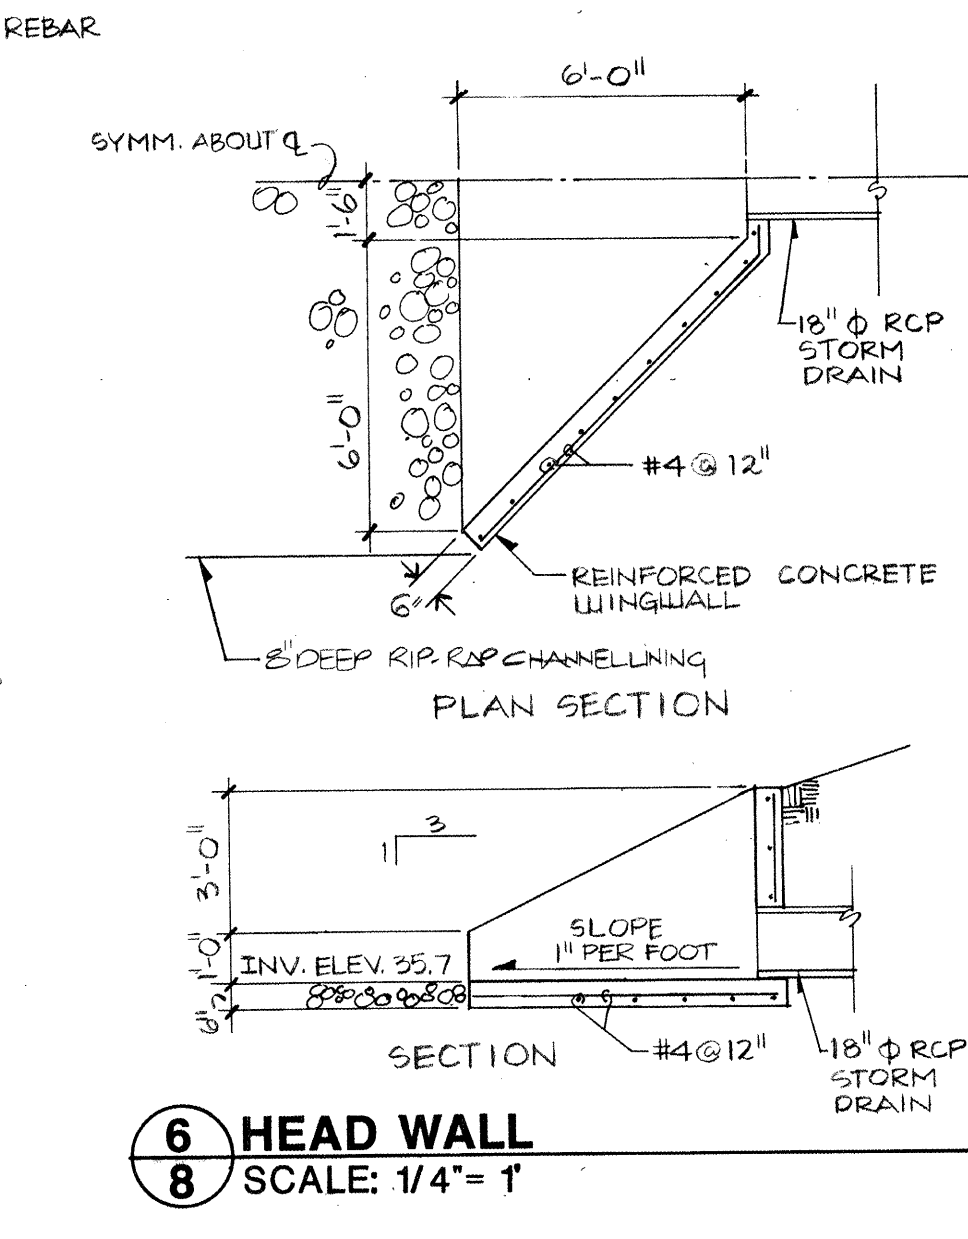 REBAR
6'-0"
SYMM. ABOUT ℄
1'-6"
18" ϕ RCP
STORM
DRAIN
6'-0"
#4 @ 12"
REINFORCED CONCRETE
WINGWALL
6"
8" DEEP RIP-RAP CHANNEL LINING
PLAN SECTION
3
1
3'-0"
SLOPE
1" PER FOOT
1'-0"
INV. ELEV. 35.7
6"
#4 @ 12"
SECTION
18" ϕ RCP
STORM
DRAIN
6
8
HEAD WALL
SCALE: 1/4"= 1'